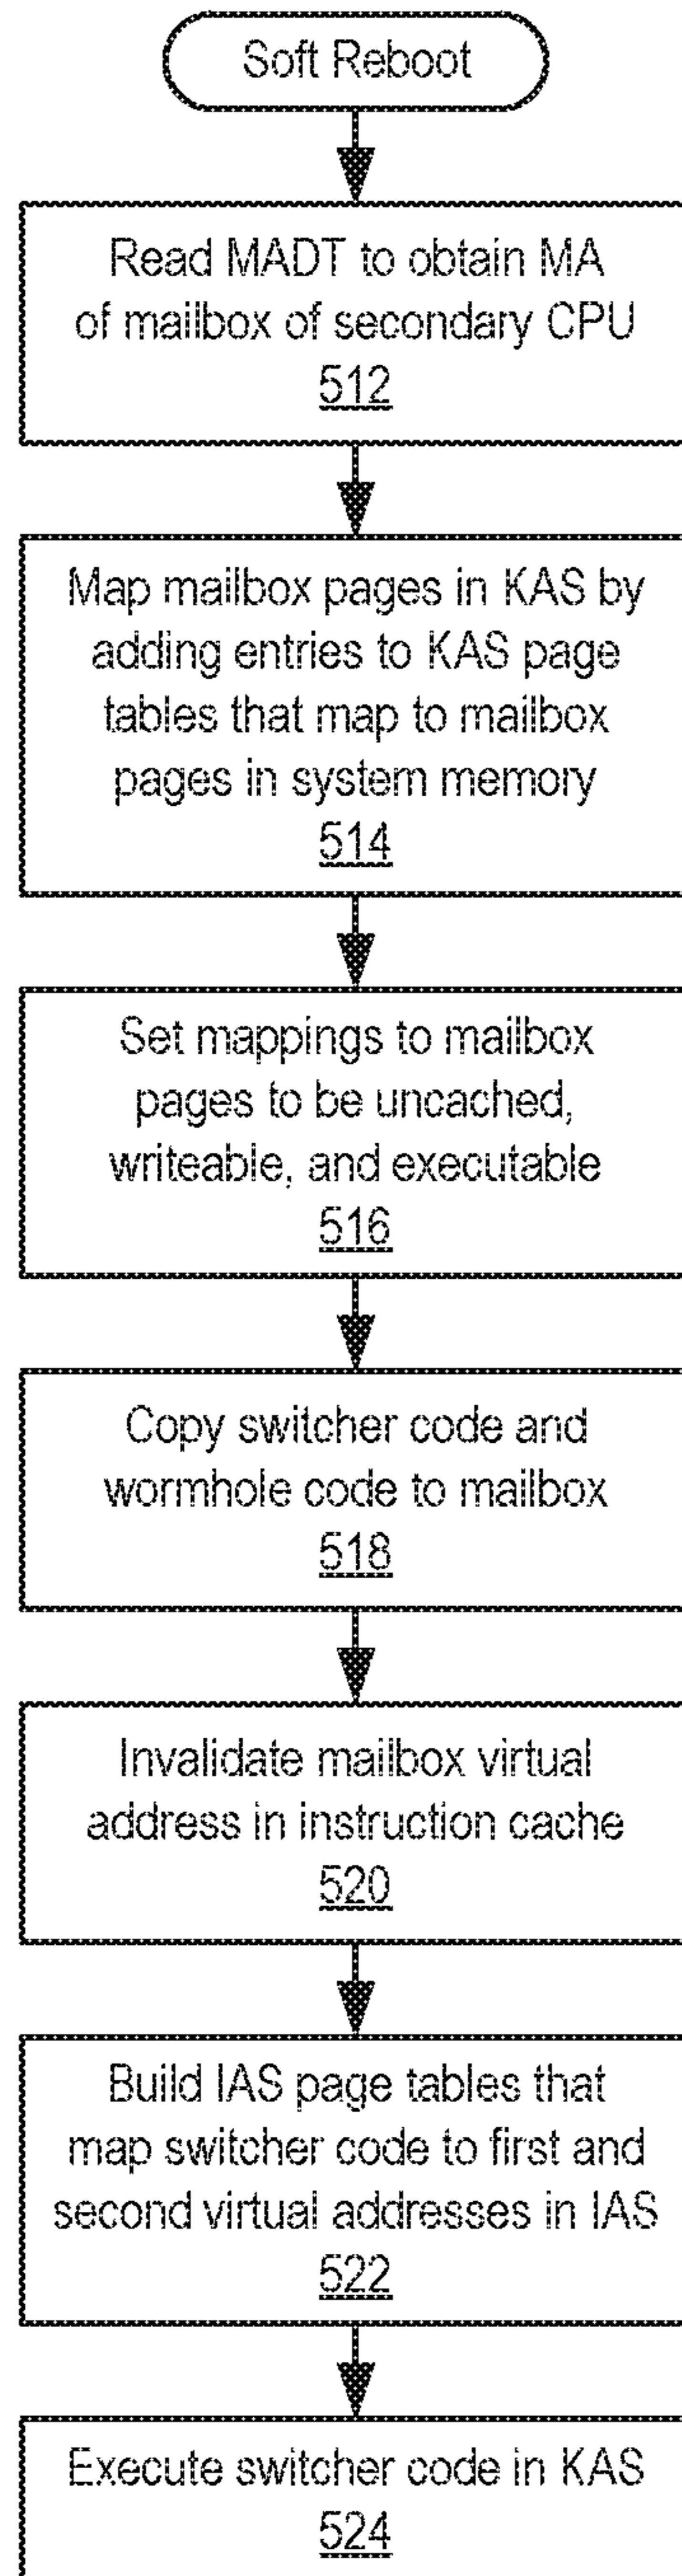 Soft Reboot
Read MADT to obtain MA
of mailbox of secondary CPU
512
Map mailbox pages in KAS by
adding entries to KAS page
tables that map to mailbox
pages in system memory
514
Set mappings to mailbox
pages to be uncached,
writeable, and executable
516
Copy switcher code and
wormhole code to mailbox
518
Invalidate mailbox virtual
address in instruction cache
520
Build IAS page tables that
map switcher code to first and
second virtual addresses in IAS
522
Execute switcher code in KAS
524